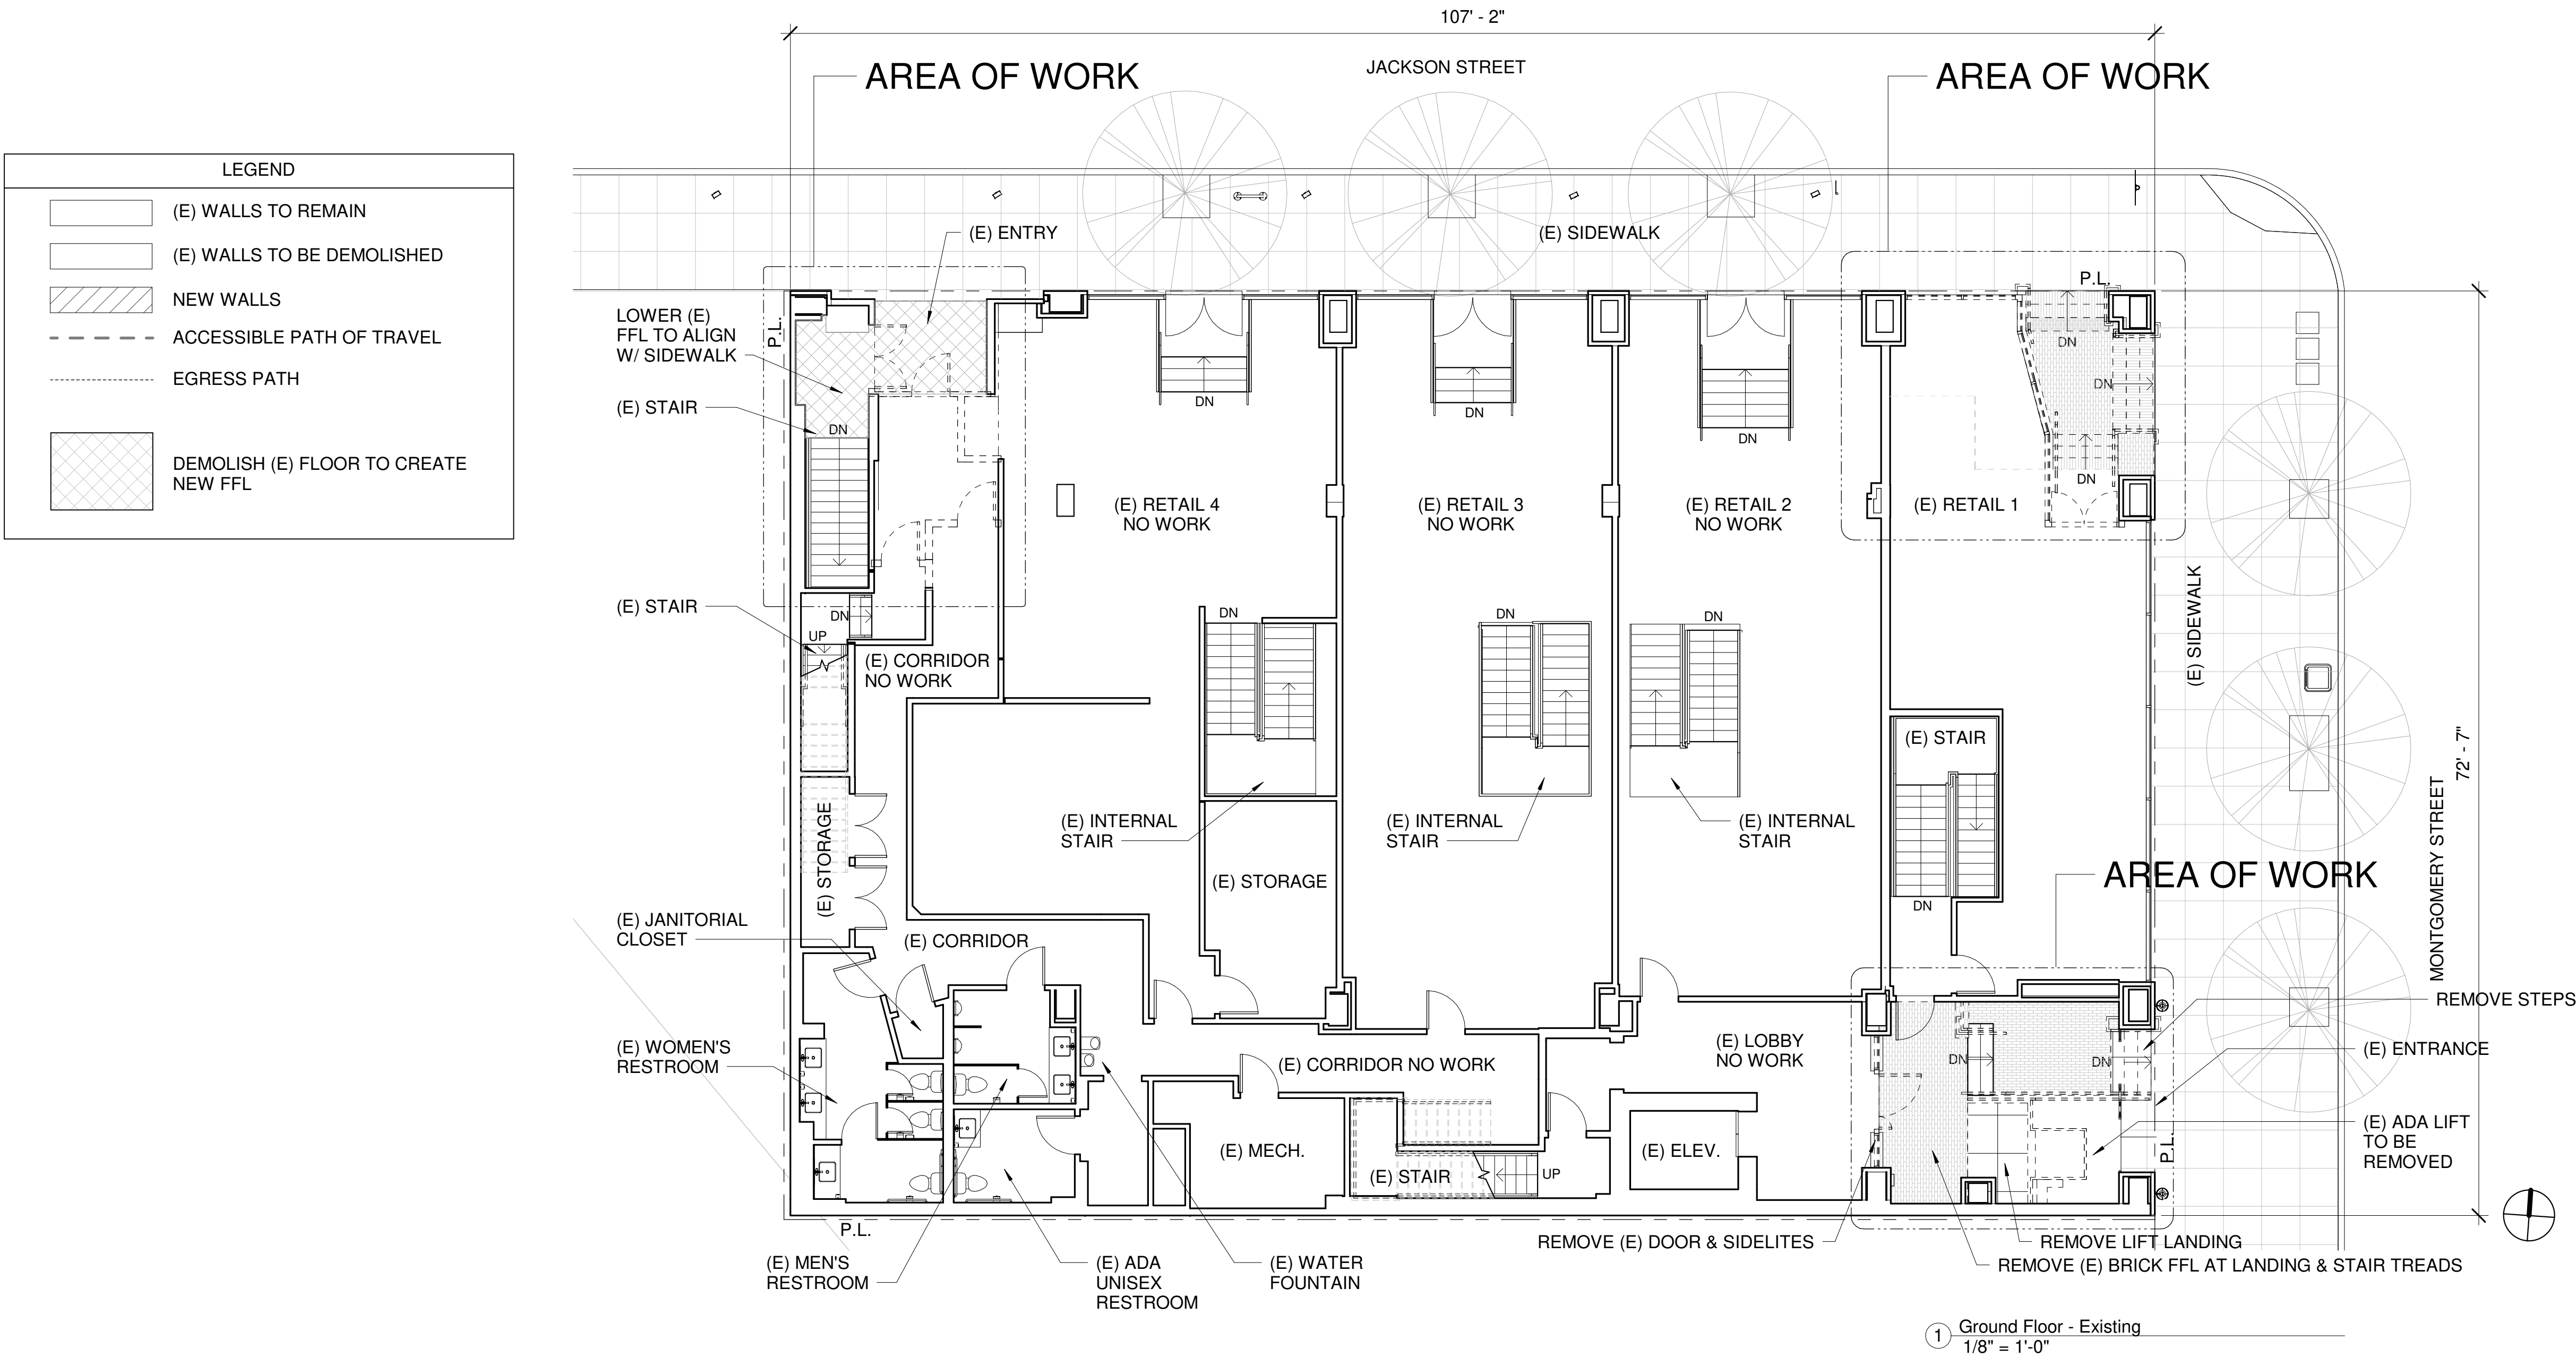 107' - 2"
JACKSON STREET
AREA OF WORK
AREA OF WORK
LEGEND
(E) WALLS TO REMAIN
(E) WALLS TO BE DEMOLISHED
NEW WALLS
ACCESSIBLE PATH OF TRAVEL
EGRESS PATH
DEMOLISH (E) FLOOR TO CREATE
NEW FFL
(E) ENTRY
(E) SIDEWALK
P.L.
P.L.
LOWER (E)
FFL TO ALIGN
W/ SIDEWALK
(E) STAIR
DN
DN
DN
DN
DN
DN
DN
(E) RETAIL 4
NO WORK
(E) RETAIL 3
NO WORK
(E) RETAIL 2
NO WORK
(E) RETAIL 1
(E) STAIR
DN
UP
DN
DN
DN
(E) SIDEWALK
(E) CORRIDOR
NO WORK
(E) STAIR
72' - 7"
MONTGOMERY STREET
(E) INTERNAL
STAIR
(E) INTERNAL
STAIR
(E) INTERNAL
STAIR
(E) STORAGE
(E) STORAGE
AREA OF WORK
DN
(E) JANITORIAL
CLOSET
(E) CORRIDOR
REMOVE STEPS
(E) WOMEN'S
RESTROOM
(E) CORRIDOR NO WORK
(E) LOBBY
NO WORK
DN
DN
(E) ENTRANCE
(E) MECH.
(E) STAIR
UP
(E) ELEV.
(E) ADA LIFT
TO BE
REMOVED
P.L.
P.L.
REMOVE (E) DOOR & SIDELITES
REMOVE LIFT LANDING
REMOVE (E) BRICK FFL AT LANDING & STAIR TREADS
(E) MEN'S
RESTROOM
(E) ADA
UNISEX
RESTROOM
(E) WATER
FOUNTAIN
1
Ground Floor - Existing
1/8" = 1'-0"